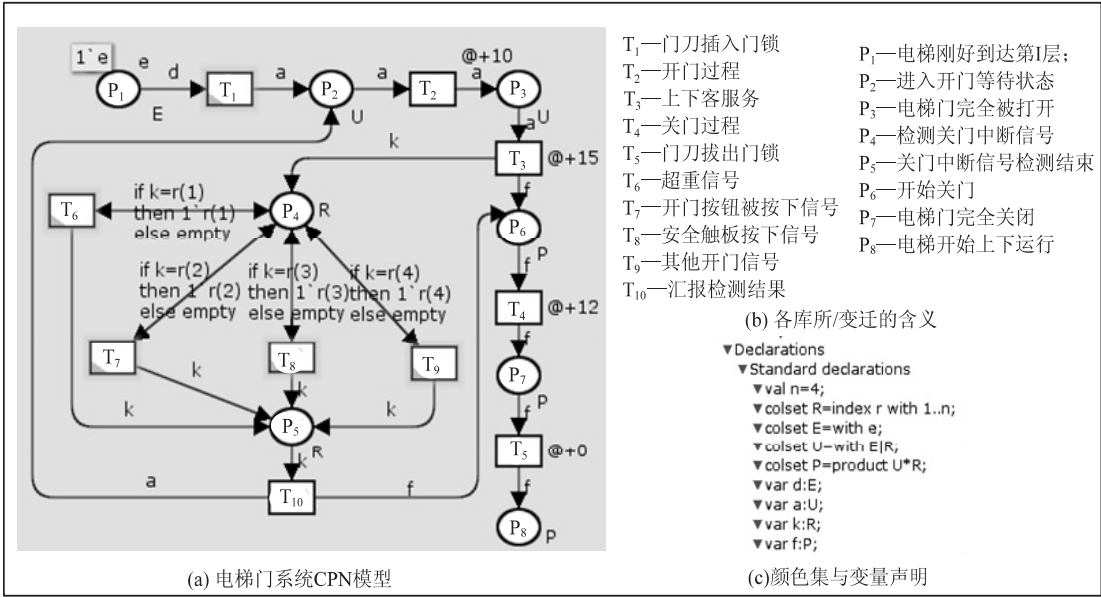 1`e
e
d
P1
E
T1
a
P2
U
a
T2
@+10
a
P3
U
a
T3
@+15
k
f
T6
if k=r(1)
then 1`r(1)
else empty
P4
R
P6
P
if k=r(2)
then 1`r(2)
else empty
if k=r(3)
then 1`r(3)
else empty
if k=r(4)
then 1`r(4)
else empty
f
T4
@+12
f
T7
T8
T9
P7
P
k
k
k
k
P5
R
f
T5
@+0
k
a
T10
f
f
P8
P
(a) 电梯门系统CPN模型
T1—门刀插入门锁
T2—开门过程
T3—上下客服务
T4—关门过程
T5—门刀拔出门锁
T6—超重信号
T7—开门按钮被按下信号
T8—安全触板按下信号
T9—其他开门信号
T10—汇报检测结果
P1—电梯刚好到达第I层；
P2—进入开门等待状态
P3—电梯门完全被打开
P4—检测关门中断信号
P5—关门中断信号检测结束
P6—开始关门
P7—电梯门完全关闭
P8—电梯开始上下运行
(b) 各库所/变迁的含义
▼Declarations
▼Standard declarations
▼val n=4;
▼colset R=index r with 1..n;
▼colset E=with e;
▼colset U=with E|R;
▼colset P=product U*R;
▼var d:E;
▼var a:U;
▼var k:R;
▼var f:P;
(c)颜色集与变量声明